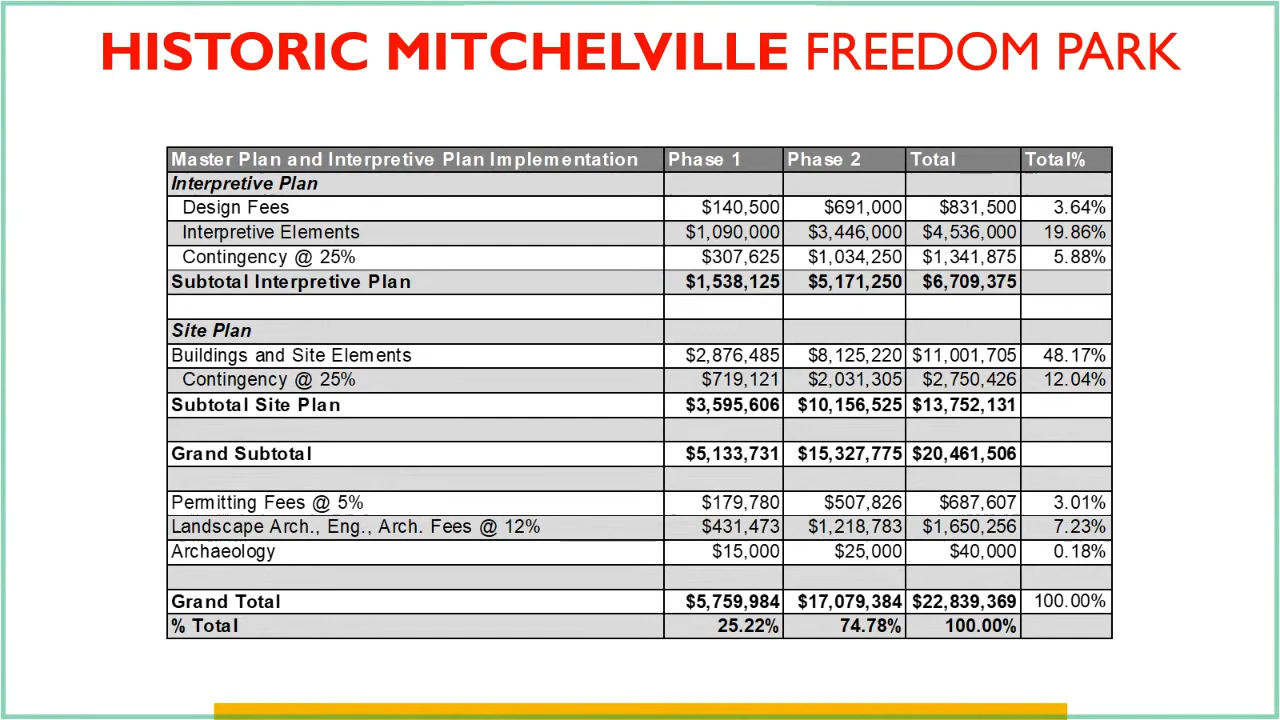 HISTORIC MITCHELVILLE FREEDOM PARK
Master Plan and Interpretive Plan Implementation Phase 1 Phase 2 Total Total%
Interpretive Plan
Design Fees $140,500 $691,000 $831,500 3.64%
Interpretive Elements $1,090,000 $3,446,000 $4,536,000 19.86%
Contingency @ 25% $307,625 $1,034,250 $1,341,875 5.88%
Subtotal Interpretive Plan $1,538,125 $5,171,250 $6,709,375
Site Plan
Buildings and Site Elements $2,876,485 $8,125,220 $11,001,705 48.17%
Contingency @ 25% $719,121 $2,031,305 $2,750,426 12.04%
Subtotal Site Plan $3,595,606 $10,156,525 $13,752,131
Grand Subtotal $5,133,731 $15,327,775 $20,461,506
Permitting Fees @ 5% $179,780 $507,826 $687,607 3.01%
Landscape Arch., Eng., Arch. Fees @ 12% $431,473 $1,218,783 $1,650,256 7.23%
Archaeology $15,000 $25,000 $40,000 0.18%
Grand Total $5,759,984 $17,079,384 $22,839,369 100.00%
% Total 25.22% 74.78% 100.00%